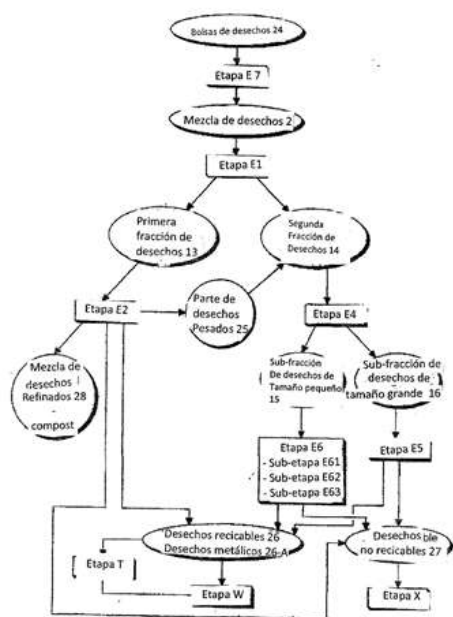 Bolsas de desechos 24
Etapa E 7
Mezcla de desechos 2
Etapa E1
Primera
fracción de
desechos 13
Segunda
Fracción de
Desechos 14
Etapa E2
Parte de
desechos
Pesados 25
Etapa E4
Mezcla de
desechos
Refinados 28
-
compost
Sub-fracción
De desechos de
Tamaño pequeño
15
Sub-fracción de
desechos de
tamaño grande 16
Etapa E6
- Sub-etapa E61
- Sub-etapa E62
- Sub-etapa E63
Etapa E5
Desechos recicables 26
Desechos metálicos 26-A
Desechos ble
no recicables 27
Etapa T
Etapa W
Etapa X